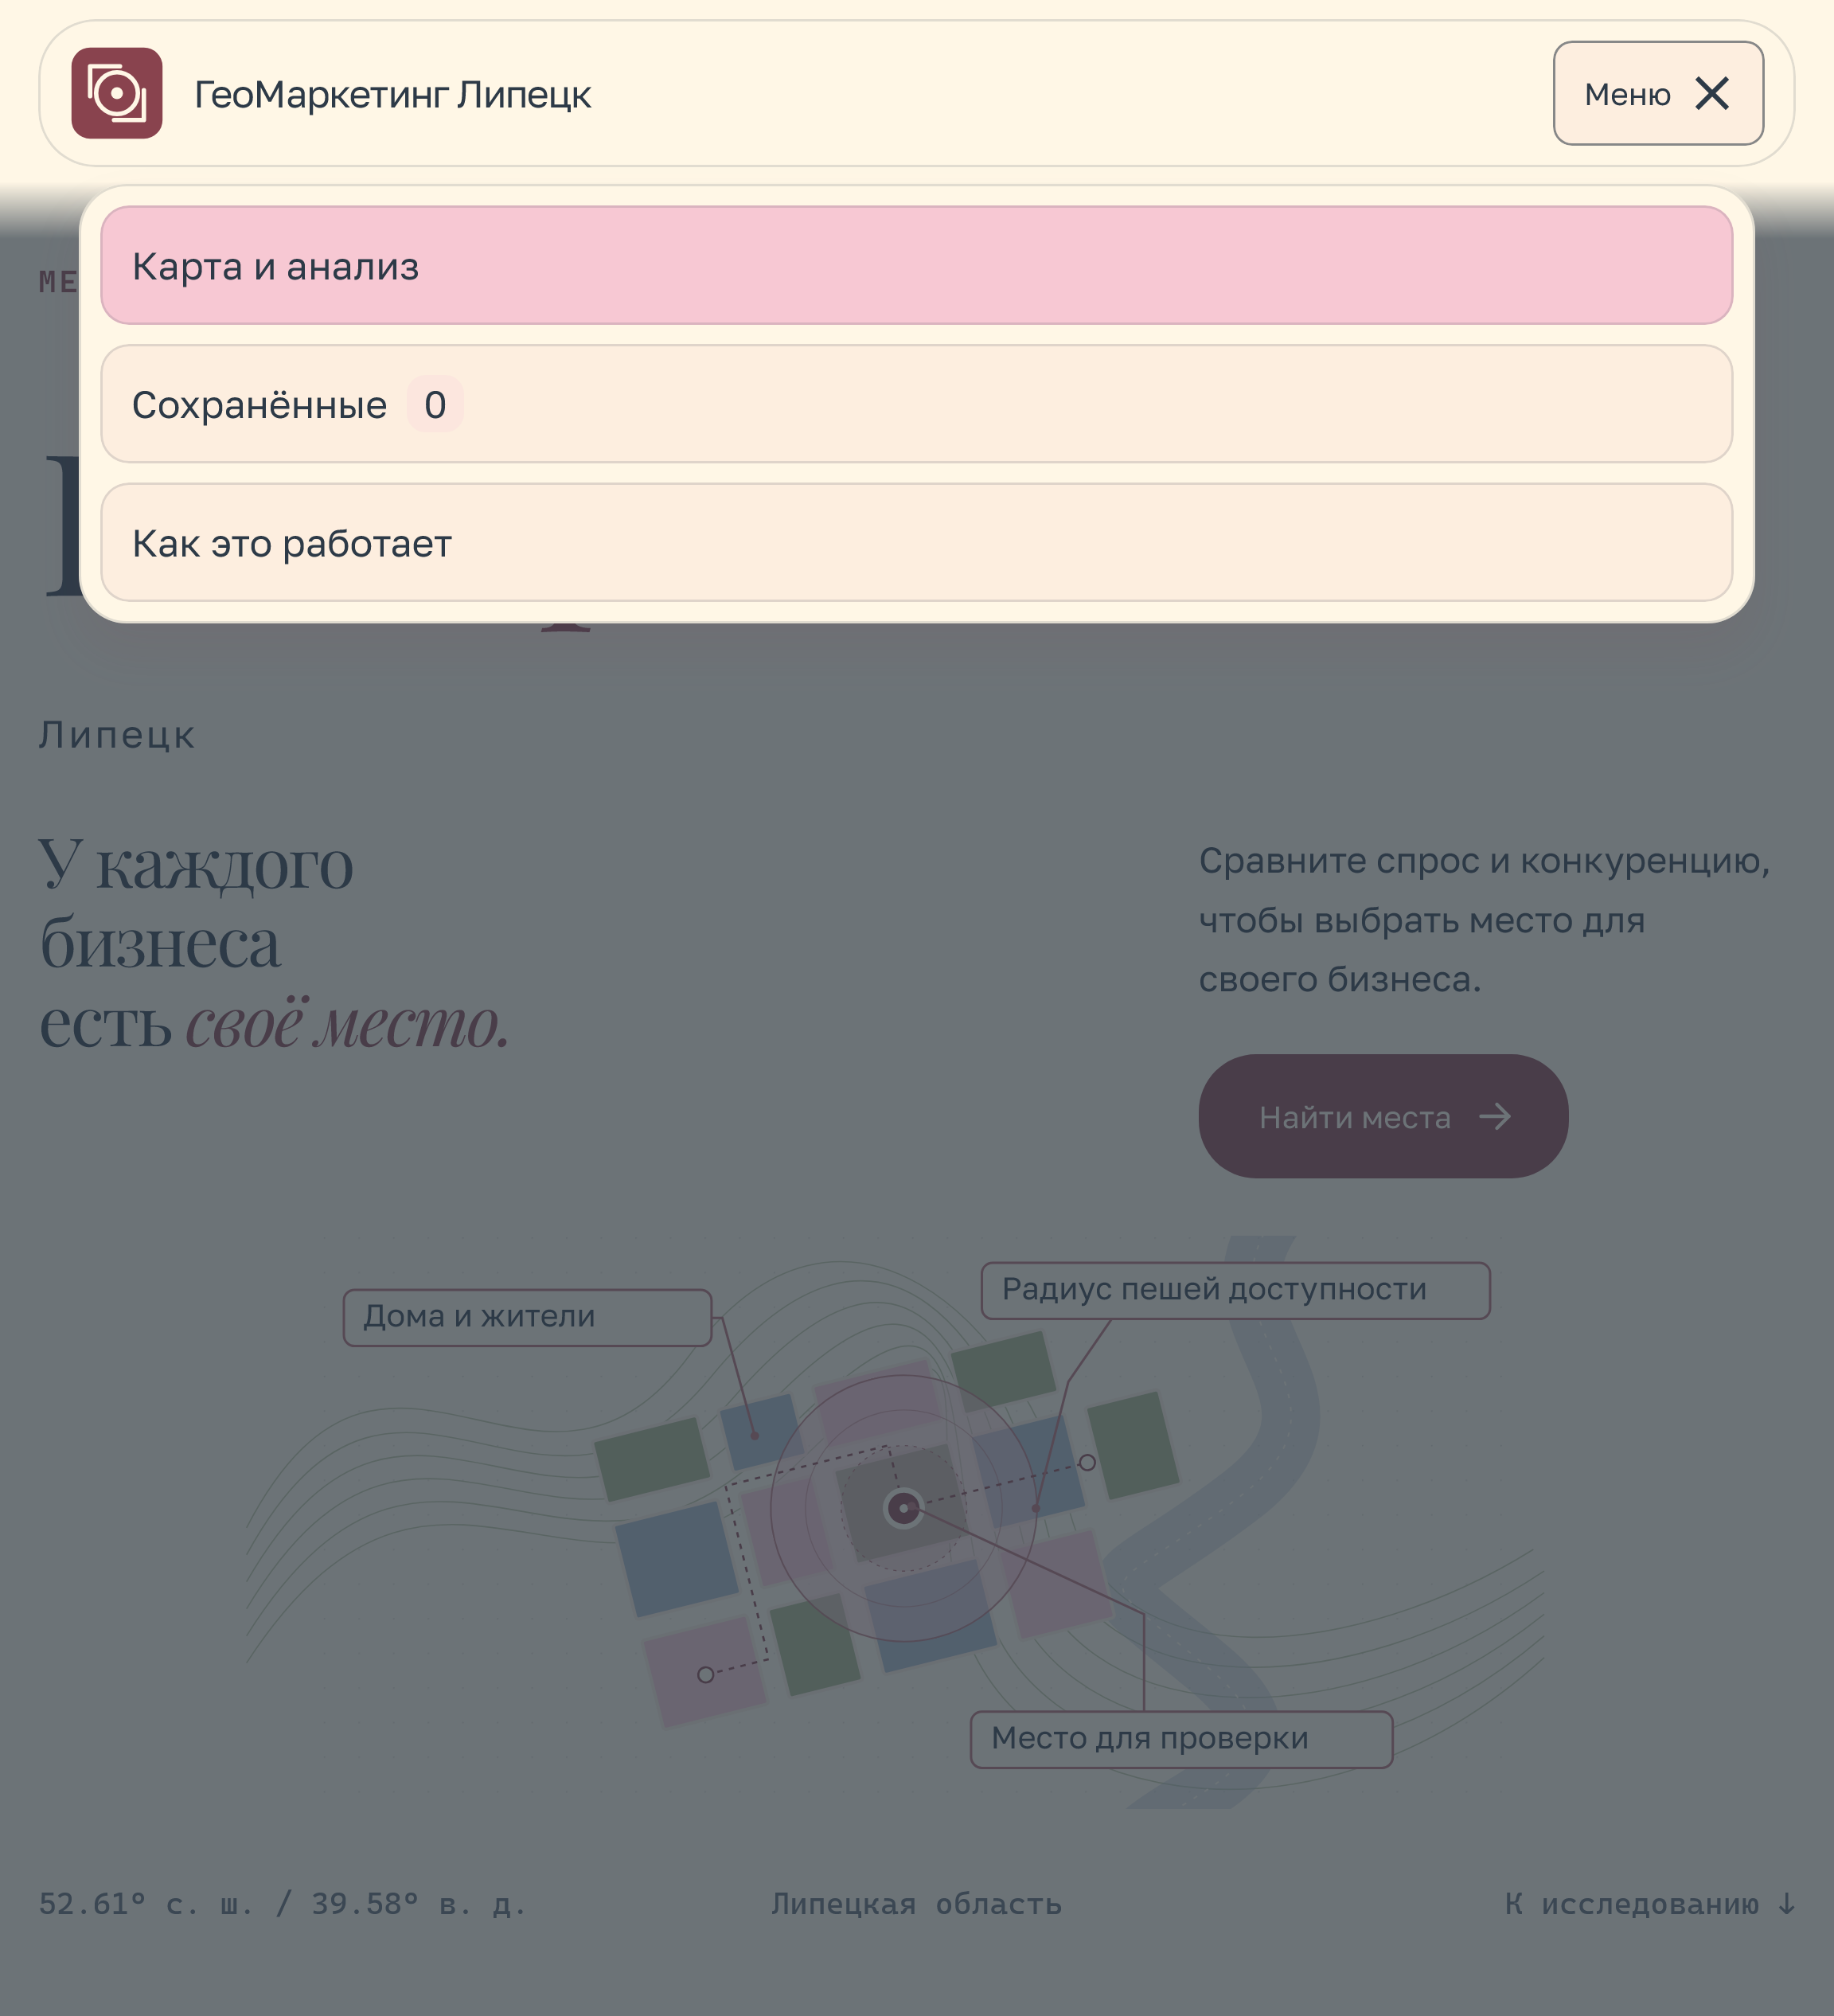 ГеоМаркетинг Липецк
Меню
Карта и анализ
Сохранённые 0
Как это работает
Липецк
У каждого
бизнеса
есть своё место.
Сравните спрос и конкуренцию,
чтобы выбрать место для
своего бизнеса.
Найти места →
Дома и жители
Радиус пешей доступности
Место для проверки
52.61° с. ш. / 39.58° в. д.
Липецкая область
К исследованию ↓